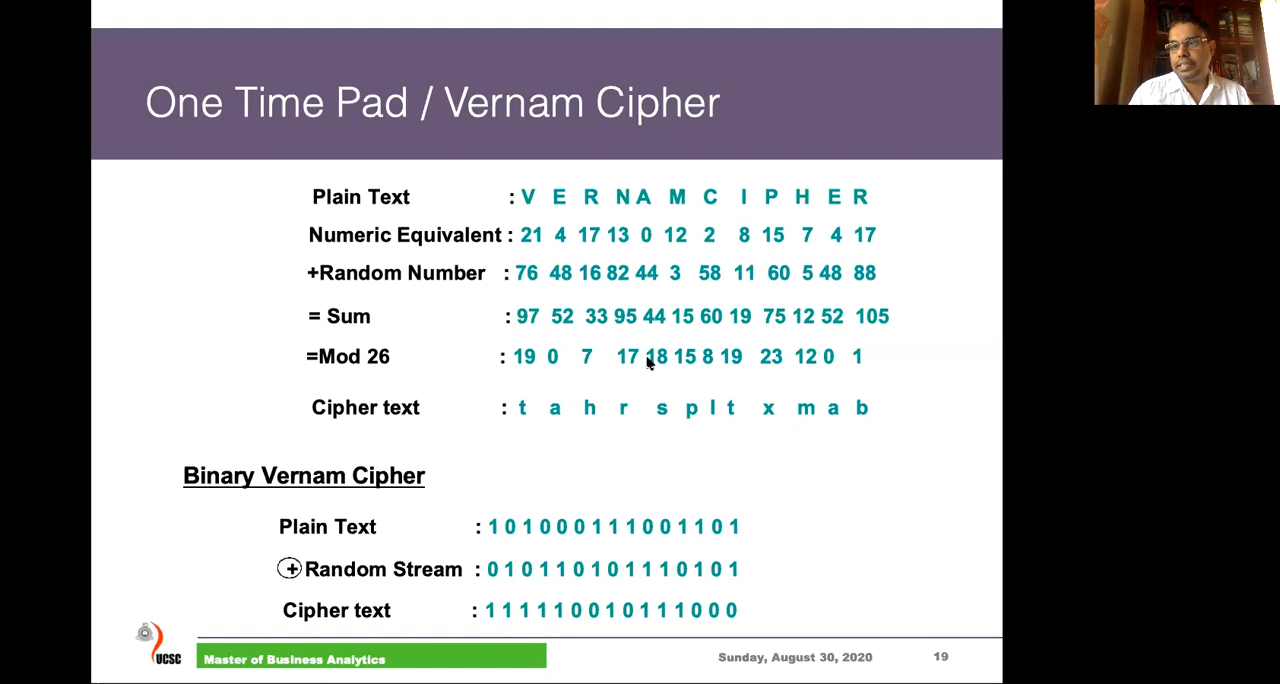 One Time Pad / Vernam Cipher
Plain Text : V E R N A M C I P H E R
Numeric Equivalent : 21 4 17 13 0 12 2 8 15 7 4 17
+Random Number : 76 48 16 82 44 3 58 11 60 5 48 88
= Sum : 97 52 33 95 44 15 60 19 75 12 52 105
=Mod 26 : 19 0 7 17 18 15 8 19 23 12 0 1
Cipher text : t a h r s p l t x m a b
Binary Vernam Cipher
Plain Text : 1 0 1 0 0 0 1 1 1 0 0 1 1 0 1
+ Random Stream : 0 1 0 1 1 0 1 0 1 1 1 0 1 0 1
Cipher text : 1 1 1 1 1 0 0 1 0 1 1 1 0 0 0
UCSC Master of Business Analytics Sunday, August 30, 2020 19